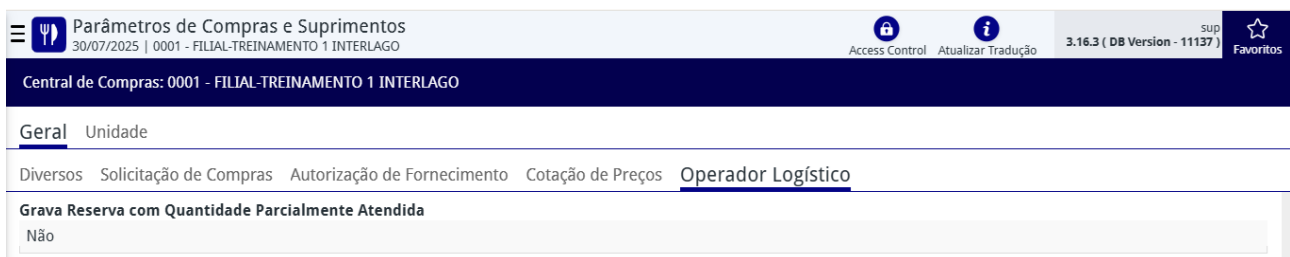 Parâmetros de Compras e Suprimentos
30/07/2025 | 0001 - FILIAL-TREINAMENTO 1 INTERLAGO
Access Control
Atualizar Tradução
sup
3.16.3 ( DB Version - 11137 )
Favoritos
Central de Compras: 0001 - FILIAL-TREINAMENTO 1 INTERLAGO
Geral Unidade
Diversos Solicitação de Compras Autorização de Fornecimento Cotação de Preços Operador Logístico
Grava Reserva com Quantidade Parcialmente Atendida
Não